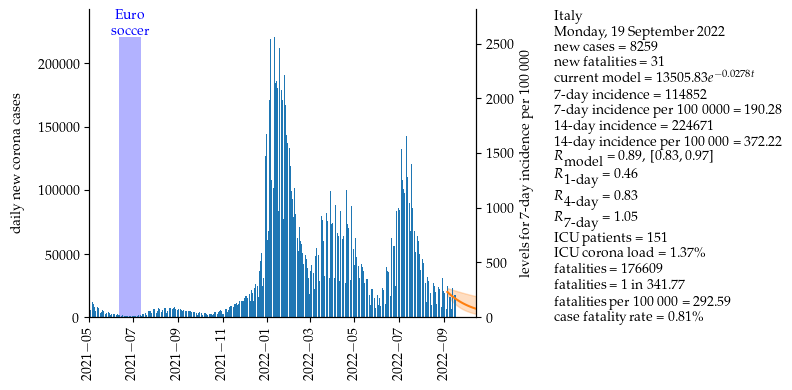 Euro
soccer
daily new corona cases
200000
150000
100000
50000
0
2021−05
2021−07
2021−09
2021−11
2022−01
2022−03
2022−05
2022−07
2022−09
2500
2000
1500
1000
500
0
levels for 7-day incidence per 100 000
Italy
Monday, 19 September 2022
new cases = 8259
new fatalities = 31
current model = 13505.83e^{−0.0278t}
7-day incidence = 114852
7-day incidence per 100 0000 = 190.28
14-day incidence = 224671
14-day incidence per 100 000 = 372.22
R_model = 0.89, [0.83, 0.97]
R_1-day = 0.46
R_4-day = 0.83
R_7-day = 1.05
ICU patients = 151
ICU corona load = 1.37%
fatalities = 176609
fatalities = 1 in 341.77
fatalities per 100 000 = 292.59
case fatality rate = 0.81%